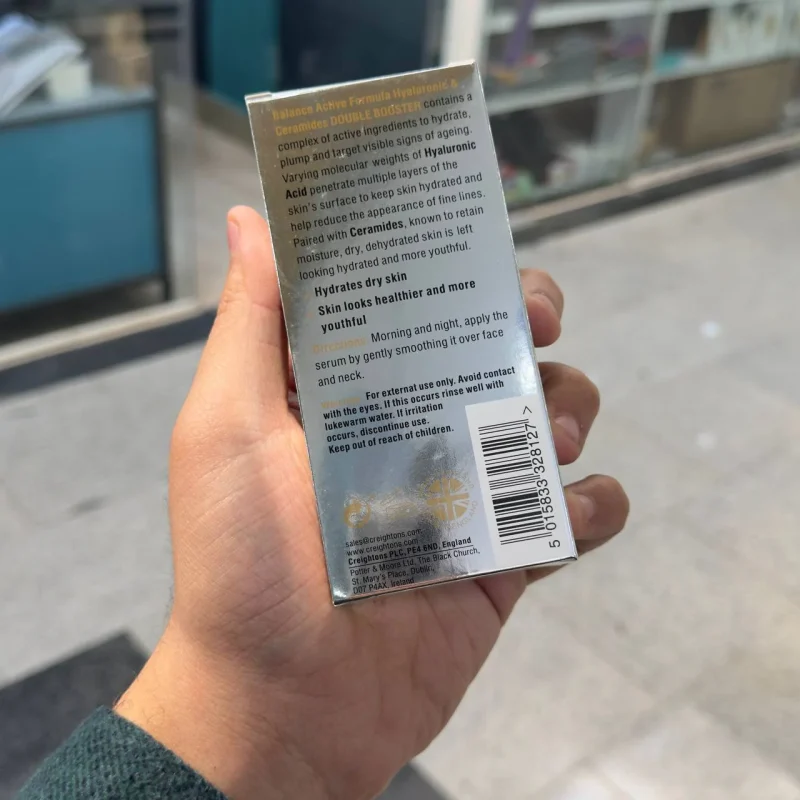 Balance Active Formula Hyaluronic &
Ceramides DOUBLE BOOSTER contains a
complex of active ingredients to hydrate,
plump and target visible signs of ageing.
Varying molecular weights of Hyaluronic
Acid penetrate multiple layers of the
skin's surface to keep skin hydrated and
help reduce the appearance of fine lines.
Paired with Ceramides, known to retain
moisture, dry, dehydrated skin is left
looking hydrated and more youthful.
Hydrates dry skin
Skin looks healthier and more
youthful
Directions: Morning and night, apply the
serum by gently smoothing it over face
and neck.
Warning: For external use only. Avoid contact
with the eyes. If this occurs rinse well with
lukewarm water. If irritation
occurs, discontinue use.
Keep out of reach of children.
sales@creightons.com
www.creightons.com
Creightons PLC, PE4 6ND, England
Potter & Moore Ltd, The Black Church,
St. Mary's Place, Dublin,
D07 P4AX, Ireland
5 015833 328127 >